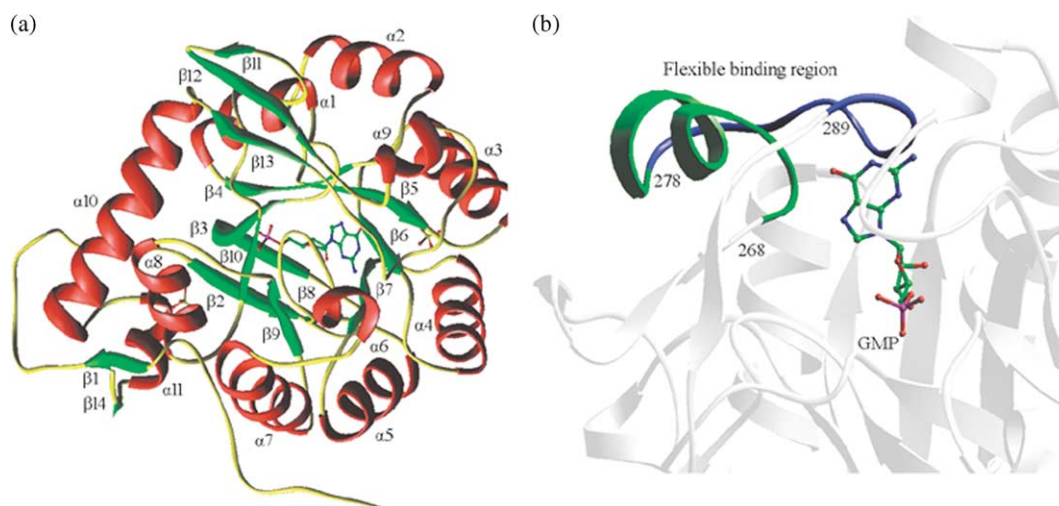 (a)
α2
β11
β12
α1
α9
α3
β13
β5
β4
α10
β3
β6
β10
α8
β7
β8
β2
α4
β9
α6
β1
α11
β14
α5
α7
(b)
Flexible binding region
289
278
268
GMP